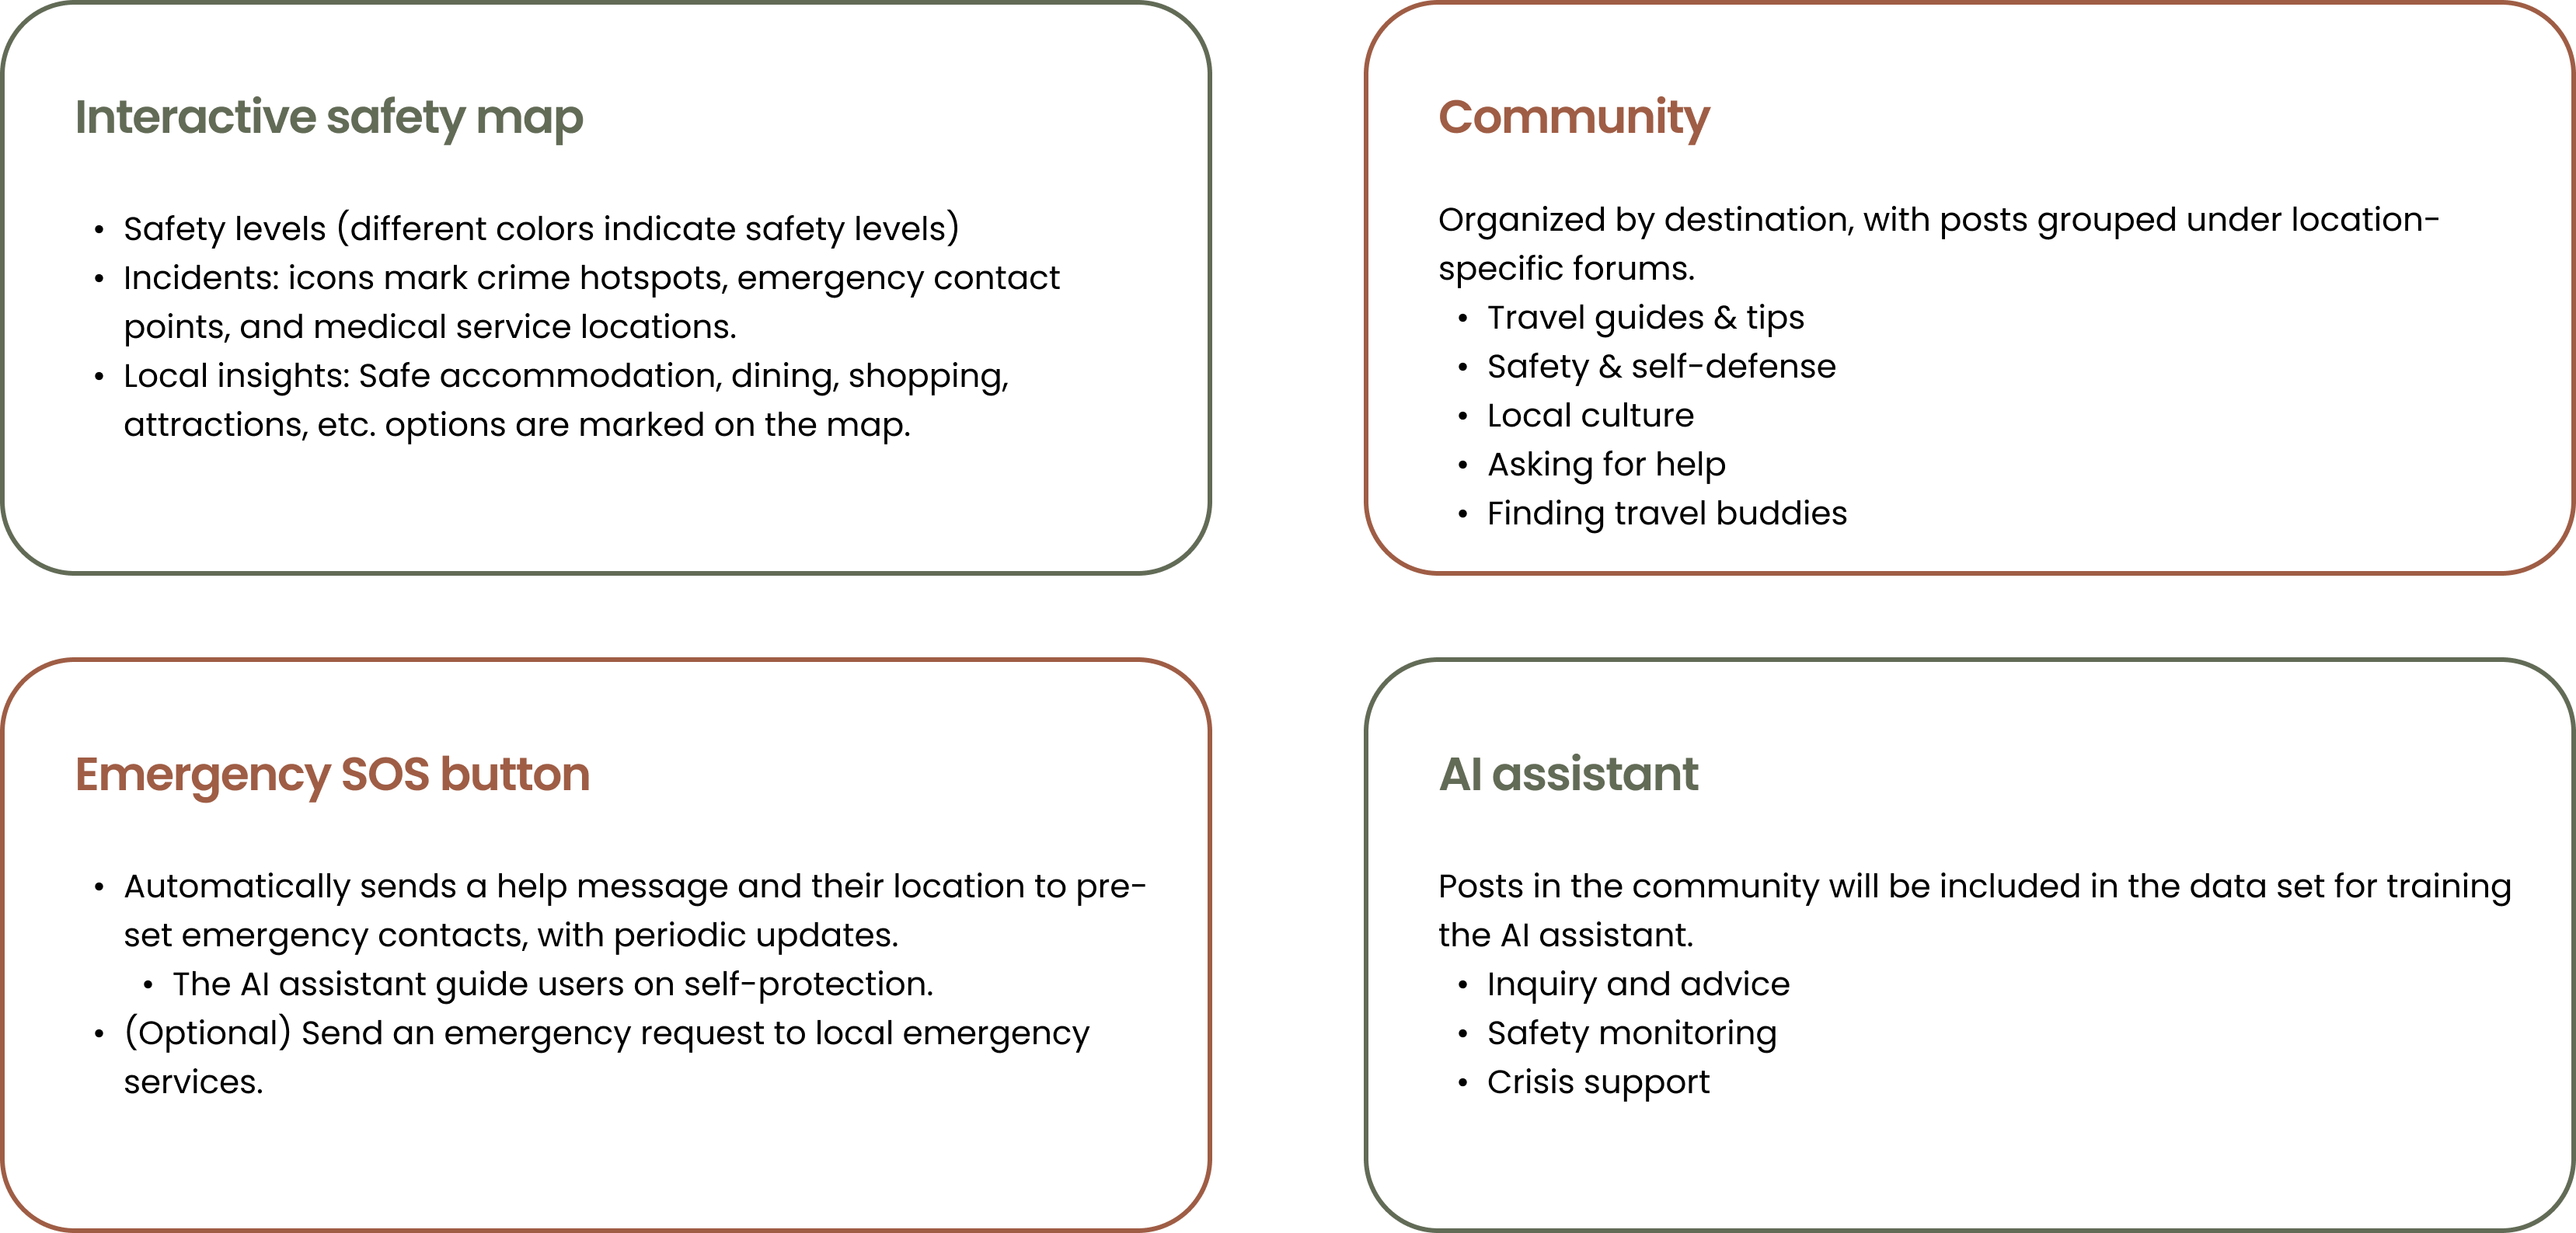 Interactive safety map
• Safety levels (different colors indicate safety levels)
• Incidents: icons mark crime hotspots, emergency contact
points, and medical service locations.
• Local insights: Safe accommodation, dining, shopping,
attractions, etc. options are marked on the map.
Community
Organized by destination, with posts grouped under location-
specific forums.
• Travel guides & tips
• Safety & self-defense
• Local culture
• Asking for help
• Finding travel buddies
Emergency SOS button
• Automatically sends a help message and their location to pre-
set emergency contacts, with periodic updates.
• The AI assistant guide users on self-protection.
• (Optional) Send an emergency request to local emergency
services.
AI assistant
Posts in the community will be included in the data set for training
the AI assistant.
• Inquiry and advice
• Safety monitoring
• Crisis support